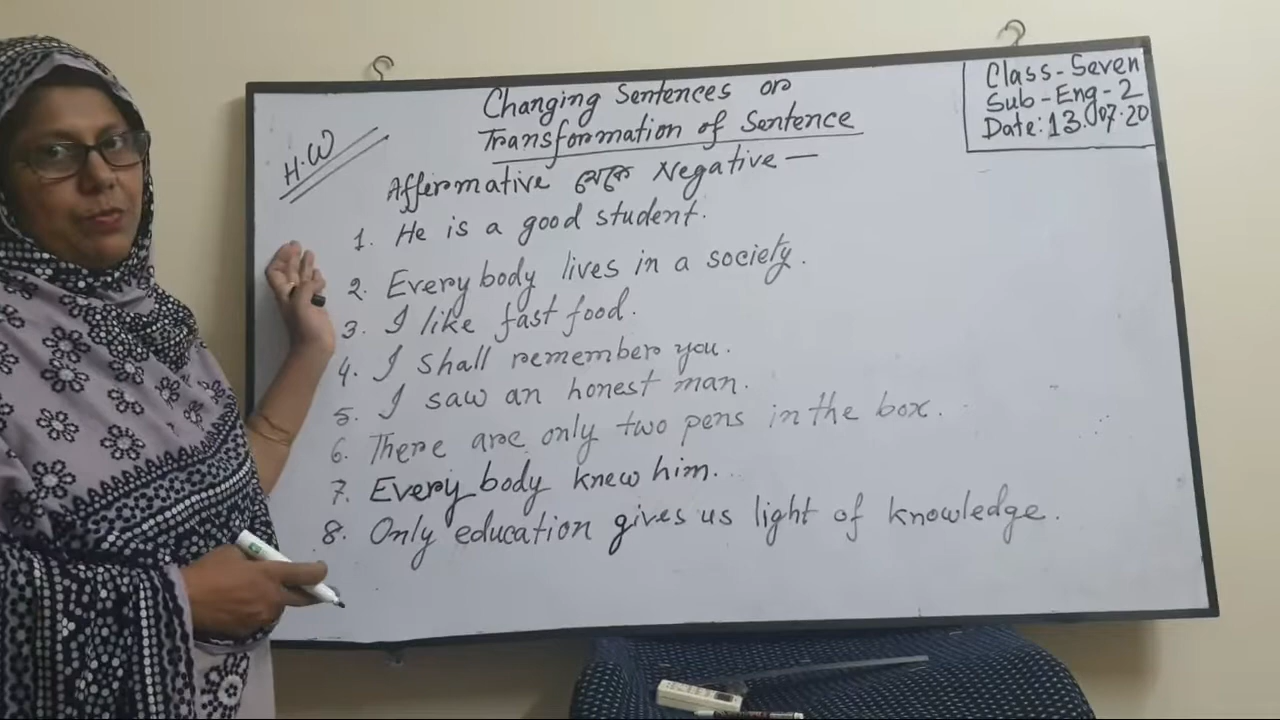 Changing Sentences or
Transformation of Sentence
Class-Seven
Sub-Eng-2
Date: 13.07.20
H.W
Affermative থেকে Negative —
1. He is a good student.
2. Every body lives in a society.
3. I like fast food.
4. I shall remember you.
5. I saw an honest man.
6. There are only two pens in the box.
7. Every body knew him.
8. Only education gives us light of knowledge.